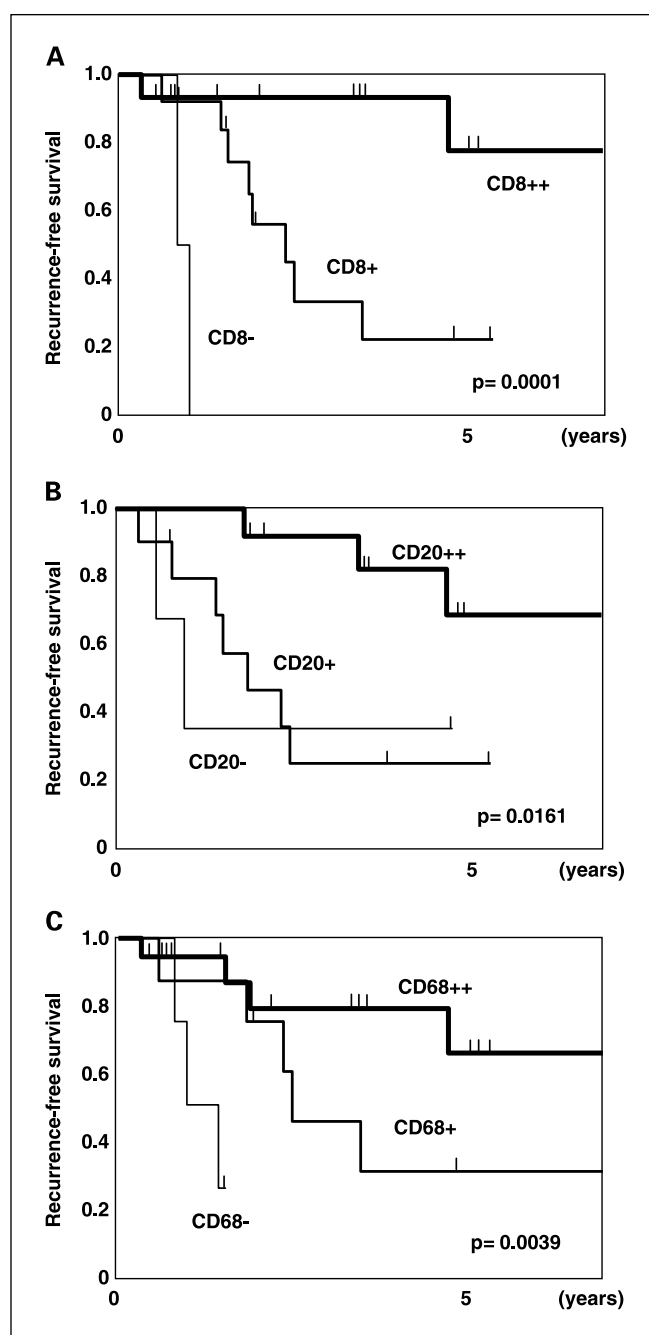 A
Recurrence-free survival
1.0
0.8
0.6
0.4
0.2
0
CD8++
CD8+
CD8-
p= 0.0001
0 5 (years)
B
Recurrence-free survival
1.0
0.8
0.6
0.4
0.2
0
CD20++
CD20+
CD20-
p= 0.0161
0 5 (years)
C
Recurrence-free survival
1.0
0.8
0.6
0.4
0.2
0
CD68++
CD68+
CD68-
p= 0.0039
0 5 (years)